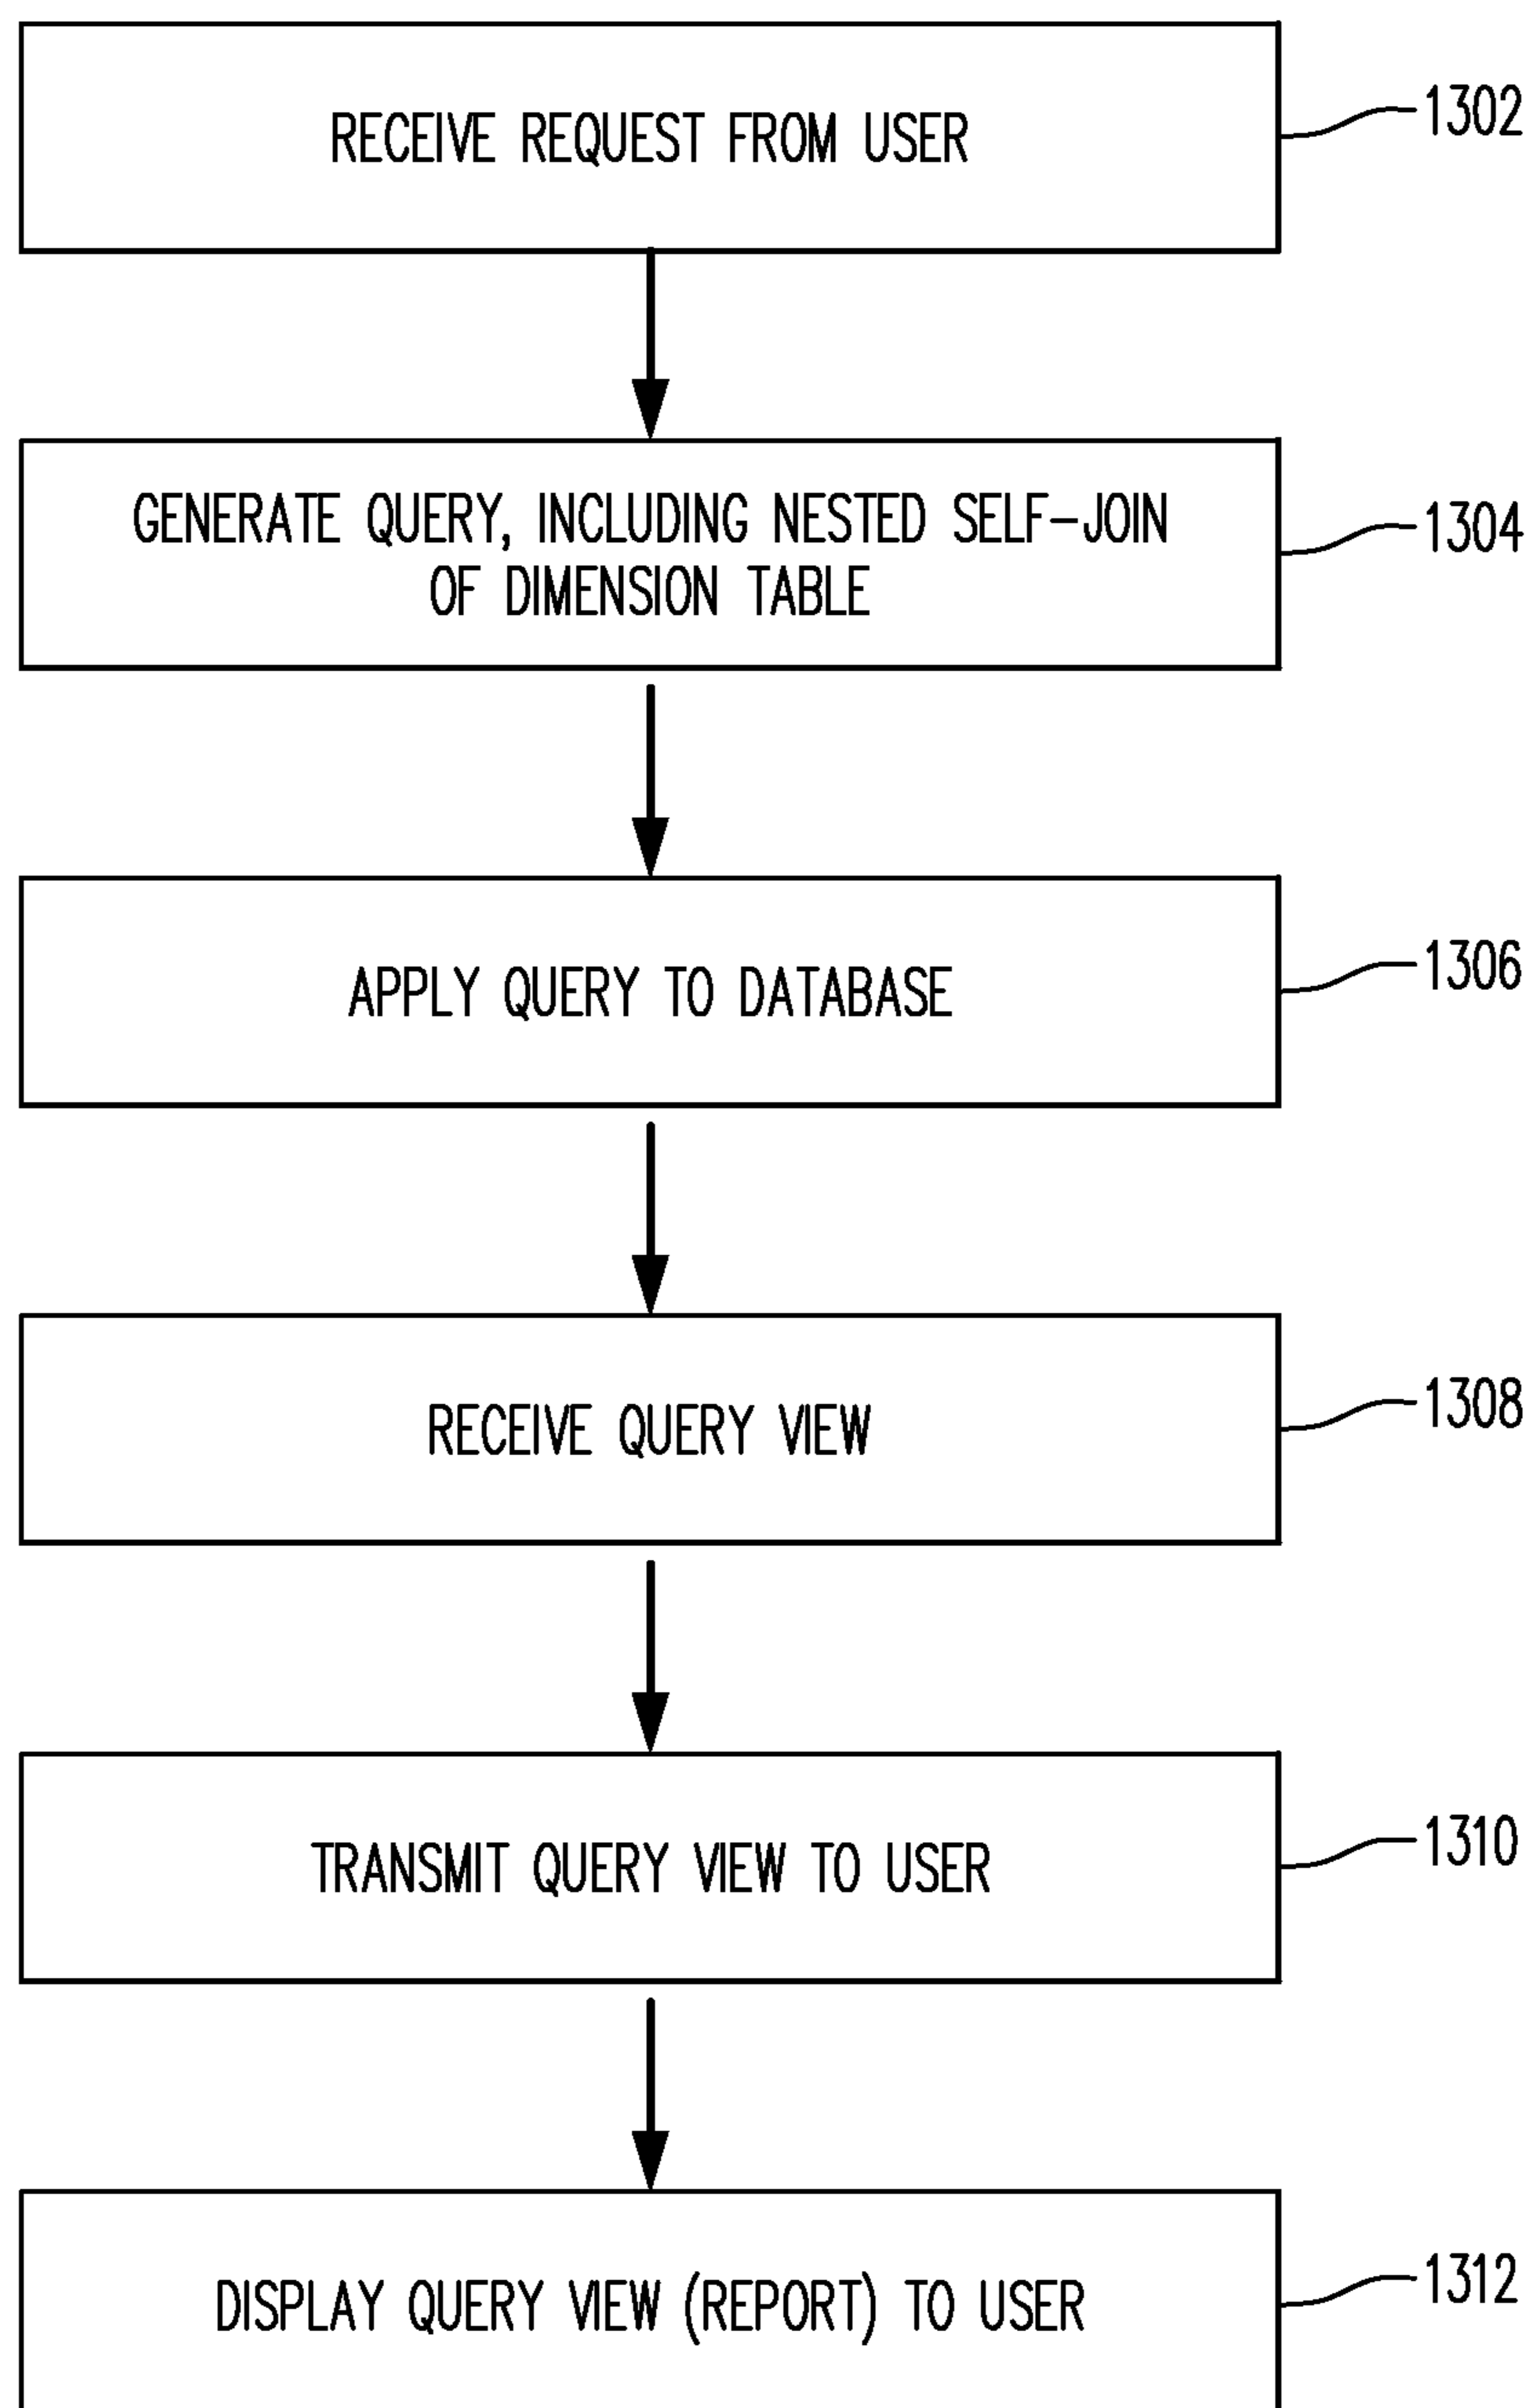 RECEIVE REQUEST FROM USER
1302
GENERATE QUERY, INCLUDING NESTED SELF-JOIN
OF DIMENSION TABLE
1304
APPLY QUERY TO DATABASE
1306
RECEIVE QUERY VIEW
1308
TRANSMIT QUERY VIEW TO USER
1310
DISPLAY QUERY VIEW (REPORT) TO USER
1312